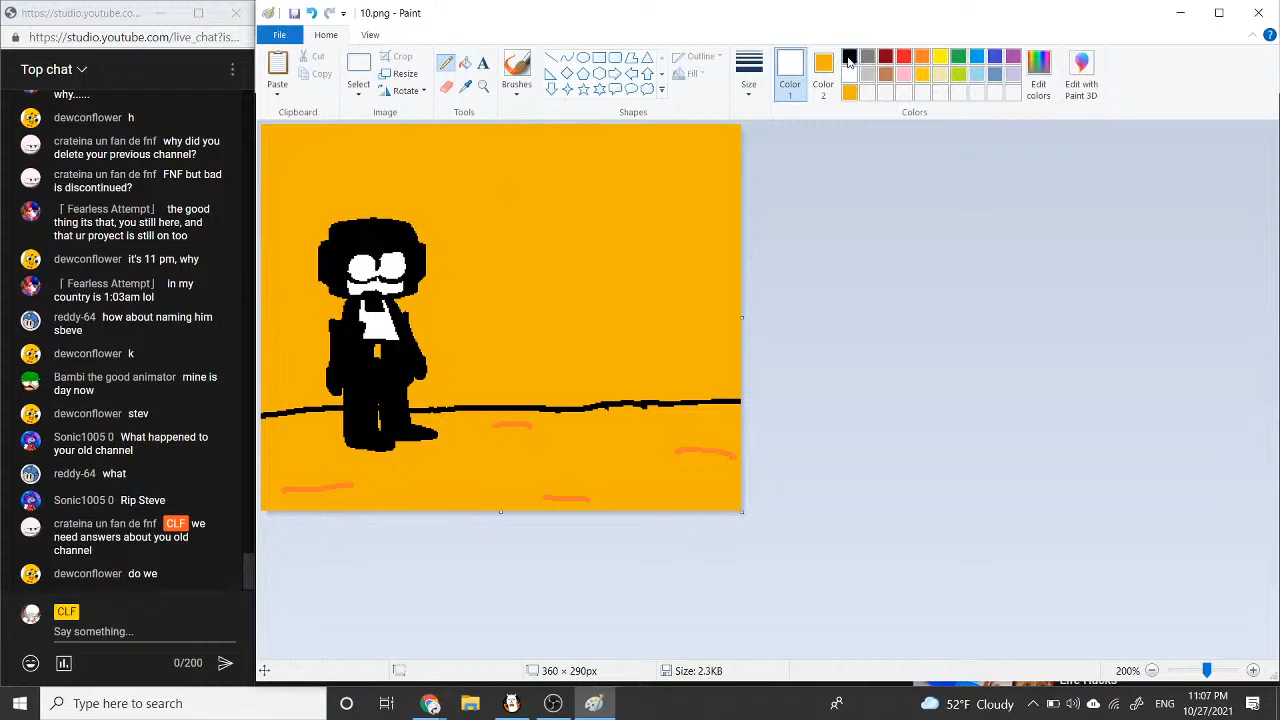 https://studio.youtube.co...
https://studio.youtube.com/live_chat?is...
Top chat
why......
dewconflower h
crateina un fan de fnf why did you
delete your previous channel?
crateina un fan de fnf FNF but bad
is discontinued?
「 Fearless Attempt」 the good
thing its that, you still here, and
that ur proyect is still on too
dewconflower it's 11 pm, why
「 Fearless Attempt」 in my
country is 1:03am lol
reddy-64 how about naming him
sbeve
dewconflower k
Bambi the good animator mine is
day now
dewconflower stev
Sonic1005 0 What happened to
your old channel
reddy-64 what
Sonic1005 0 Rip Steve
crateina un fan de fnf CLF we
need answers about you old
channel
dewconflower do we
CLF
Say something...
0/200
10.png - Paint
File Home View
Paste
Cut
Copy
Clipboard
Select
Crop
Resize
Rotate
Image
A
Tools
Brushes
Outline
Fill
Shapes
Size
Color
1
Color
2
Edit
colors
Edit with
Paint 3D
Colors
360 × 290px
Size: 2.3KB
200%
Type here to search
52°F Cloudy
ENG
11:07 PM
10/27/2021